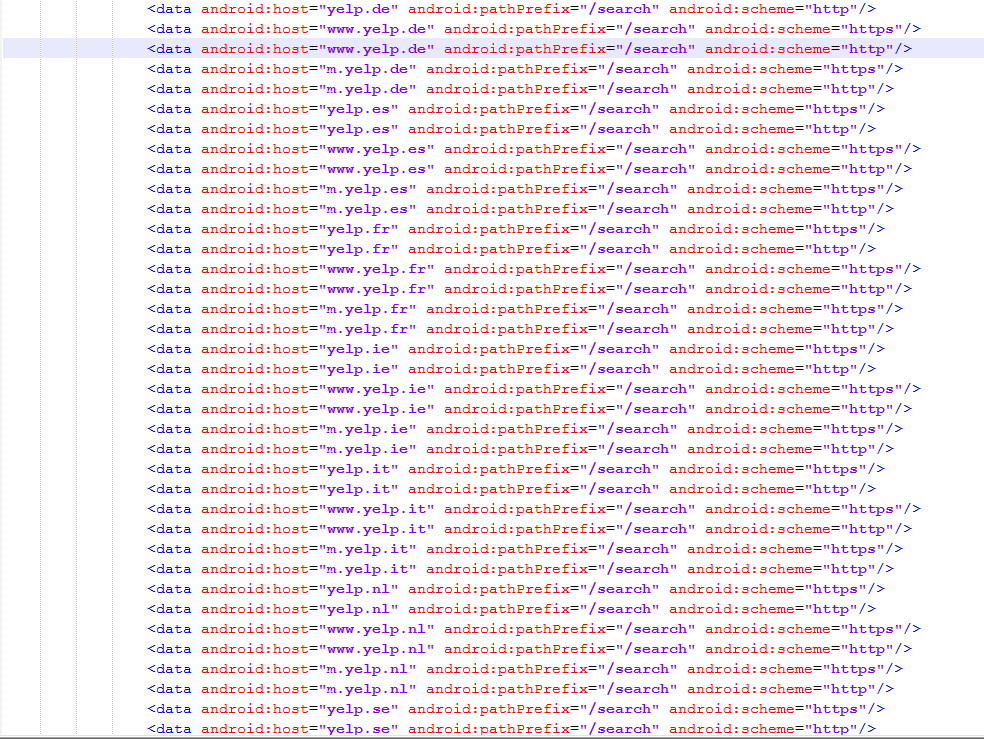 <data android:host="yelp.de" android:pathPrefix="/search" android:scheme="http"/>
<data android:host="www.yelp.de" android:pathPrefix="/search" android:scheme="https"/>
<data android:host="www.yelp.de" android:pathPrefix="/search" android:scheme="http"/>
<data android:host="m.yelp.de" android:pathPrefix="/search" android:scheme="https"/>
<data android:host="m.yelp.de" android:pathPrefix="/search" android:scheme="http"/>
<data android:host="yelp.es" android:pathPrefix="/search" android:scheme="https"/>
<data android:host="yelp.es" android:pathPrefix="/search" android:scheme="http"/>
<data android:host="www.yelp.es" android:pathPrefix="/search" android:scheme="https"/>
<data android:host="www.yelp.es" android:pathPrefix="/search" android:scheme="http"/>
<data android:host="m.yelp.es" android:pathPrefix="/search" android:scheme="https"/>
<data android:host="m.yelp.es" android:pathPrefix="/search" android:scheme="http"/>
<data android:host="yelp.fr" android:pathPrefix="/search" android:scheme="https"/>
<data android:host="yelp.fr" android:pathPrefix="/search" android:scheme="http"/>
<data android:host="www.yelp.fr" android:pathPrefix="/search" android:scheme="https"/>
<data android:host="www.yelp.fr" android:pathPrefix="/search" android:scheme="http"/>
<data android:host="m.yelp.fr" android:pathPrefix="/search" android:scheme="https"/>
<data android:host="m.yelp.fr" android:pathPrefix="/search" android:scheme="http"/>
<data android:host="yelp.ie" android:pathPrefix="/search" android:scheme="https"/>
<data android:host="yelp.ie" android:pathPrefix="/search" android:scheme="http"/>
<data android:host="www.yelp.ie" android:pathPrefix="/search" android:scheme="https"/>
<data android:host="www.yelp.ie" android:pathPrefix="/search" android:scheme="http"/>
<data android:host="m.yelp.ie" android:pathPrefix="/search" android:scheme="https"/>
<data android:host="m.yelp.ie" android:pathPrefix="/search" android:scheme="http"/>
<data android:host="yelp.it" android:pathPrefix="/search" android:scheme="https"/>
<data android:host="yelp.it" android:pathPrefix="/search" android:scheme="http"/>
<data android:host="www.yelp.it" android:pathPrefix="/search" android:scheme="https"/>
<data android:host="www.yelp.it" android:pathPrefix="/search" android:scheme="http"/>
<data android:host="m.yelp.it" android:pathPrefix="/search" android:scheme="https"/>
<data android:host="m.yelp.it" android:pathPrefix="/search" android:scheme="http"/>
<data android:host="yelp.nl" android:pathPrefix="/search" android:scheme="https"/>
<data android:host="yelp.nl" android:pathPrefix="/search" android:scheme="http"/>
<data android:host="www.yelp.nl" android:pathPrefix="/search" android:scheme="https"/>
<data android:host="www.yelp.nl" android:pathPrefix="/search" android:scheme="http"/>
<data android:host="m.yelp.nl" android:pathPrefix="/search" android:scheme="https"/>
<data android:host="m.yelp.nl" android:pathPrefix="/search" android:scheme="http"/>
<data android:host="yelp.se" android:pathPrefix="/search" android:scheme="https"/>
<data android:host="yelp.se" android:pathPrefix="/search" android:scheme="http"/>